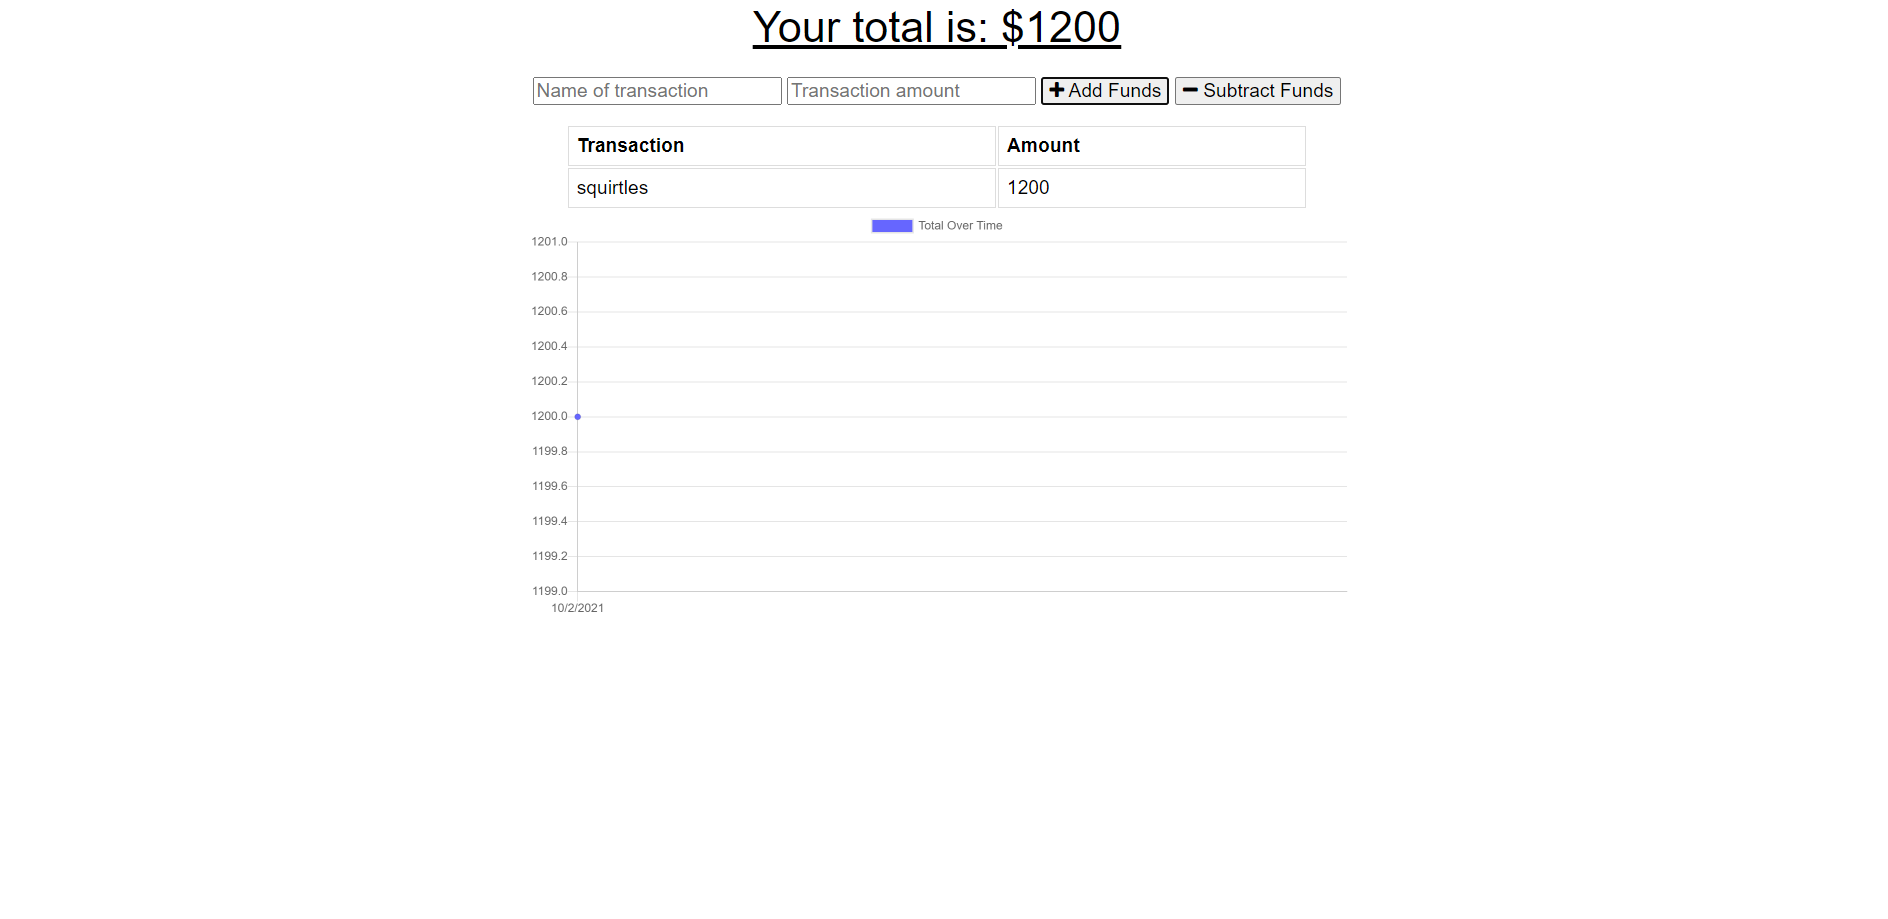 Your total is: $1200
Name of transaction Transaction amount Add Funds Subtract Funds
Transaction Amount
squirtles 1200
Total Over Time
1201.0
1200.8
1200.6
1200.4
1200.2
1200.0
1199.8
1199.6
1199.4
1199.2
1199.0
10/2/2021